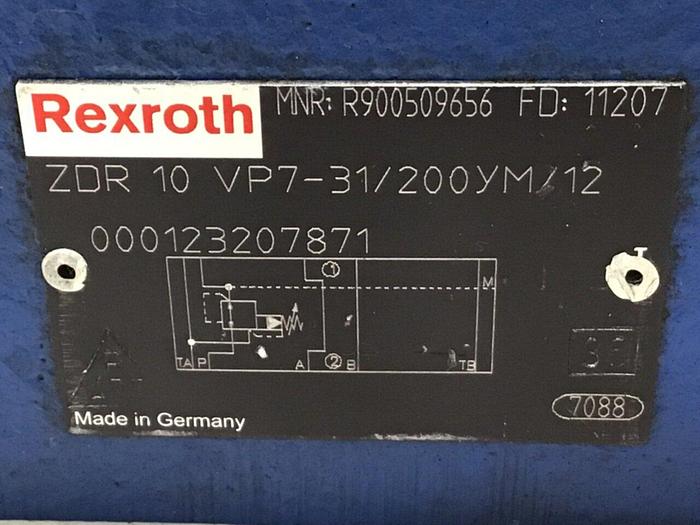 Rexroth MNR: R900509656 FD: 11207
ZDR 10 VP7-31/200YM/12
000123207871
1
M
TA P A 2 B TB
7088
Made in Germany